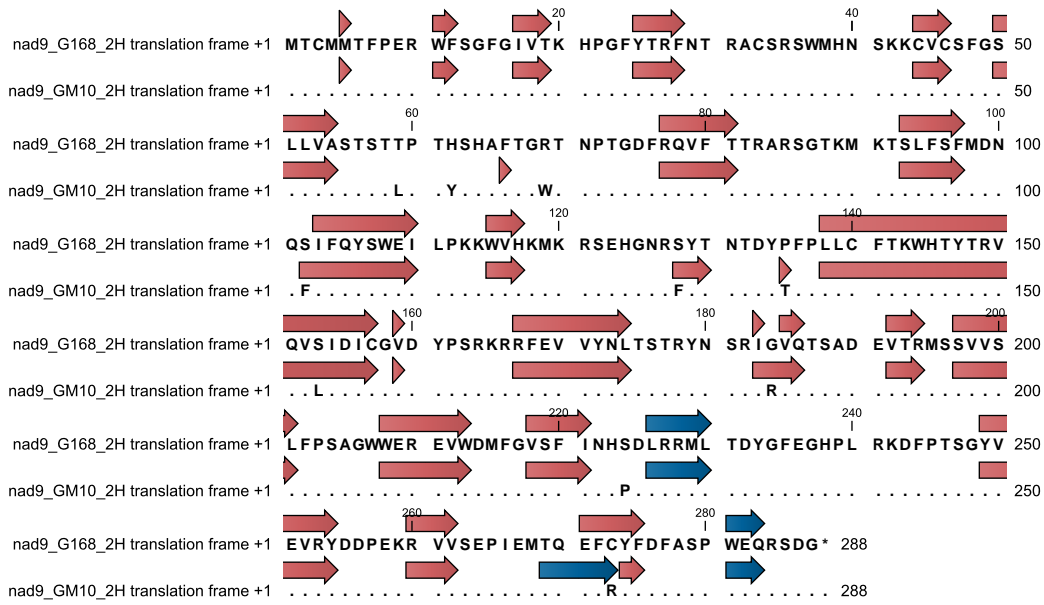 20 40
nad9_G168_2H translation frame +1 MTCMMTFPER WFSGFGIVTK HPGFYTRFNT RACSRSWMHN SKKCVCSFGS 50
nad9_GM10_2H translation frame +1 .......... .......... .......... .......... .......... 50
60 80 100
nad9_G168_2H translation frame +1 LLVASTSTTP THSHAFTGRT NPTGDFRQVF TTRARSGTKM KTSLFSFMDN 100
nad9_GM10_2H translation frame +1 ........L. .Y......W. .......... .......... .......... 100
120 140
nad9_G168_2H translation frame +1 QSIFQYSWEI LPKKWVHKMK RSEHGNRSYT NTDYPFPLLC FTKWHTYTRV 150
nad9_GM10_2H translation frame +1 .F........ .......... .......F.. ....T..... .......... 150
160 180 200
nad9_G168_2H translation frame +1 QVSIDICGVD YPSRKRRFEV VYNLTSTRYN SRIGVQTSAD EVTRMSSVVS 200
nad9_GM10_2H translation frame +1 ..L....... .......... .......... ...R...... .......... 200
220 240
nad9_G168_2H translation frame +1 LFPSAGWWER EVWDMFGVSF INHSDLRRML TDYGFEGHPL RKDFPTSGYV 250
nad9_GM10_2H translation frame +1 .......... .......... ...P...... .......... .......... 250
260 280
nad9_G168_2H translation frame +1 EVRYDDPEKR VVSEPIEMTQ EFCYFDFASP WEQRSDG* 288
nad9_GM10_2H translation frame +1 .......... .......... ..R....... ........ 288